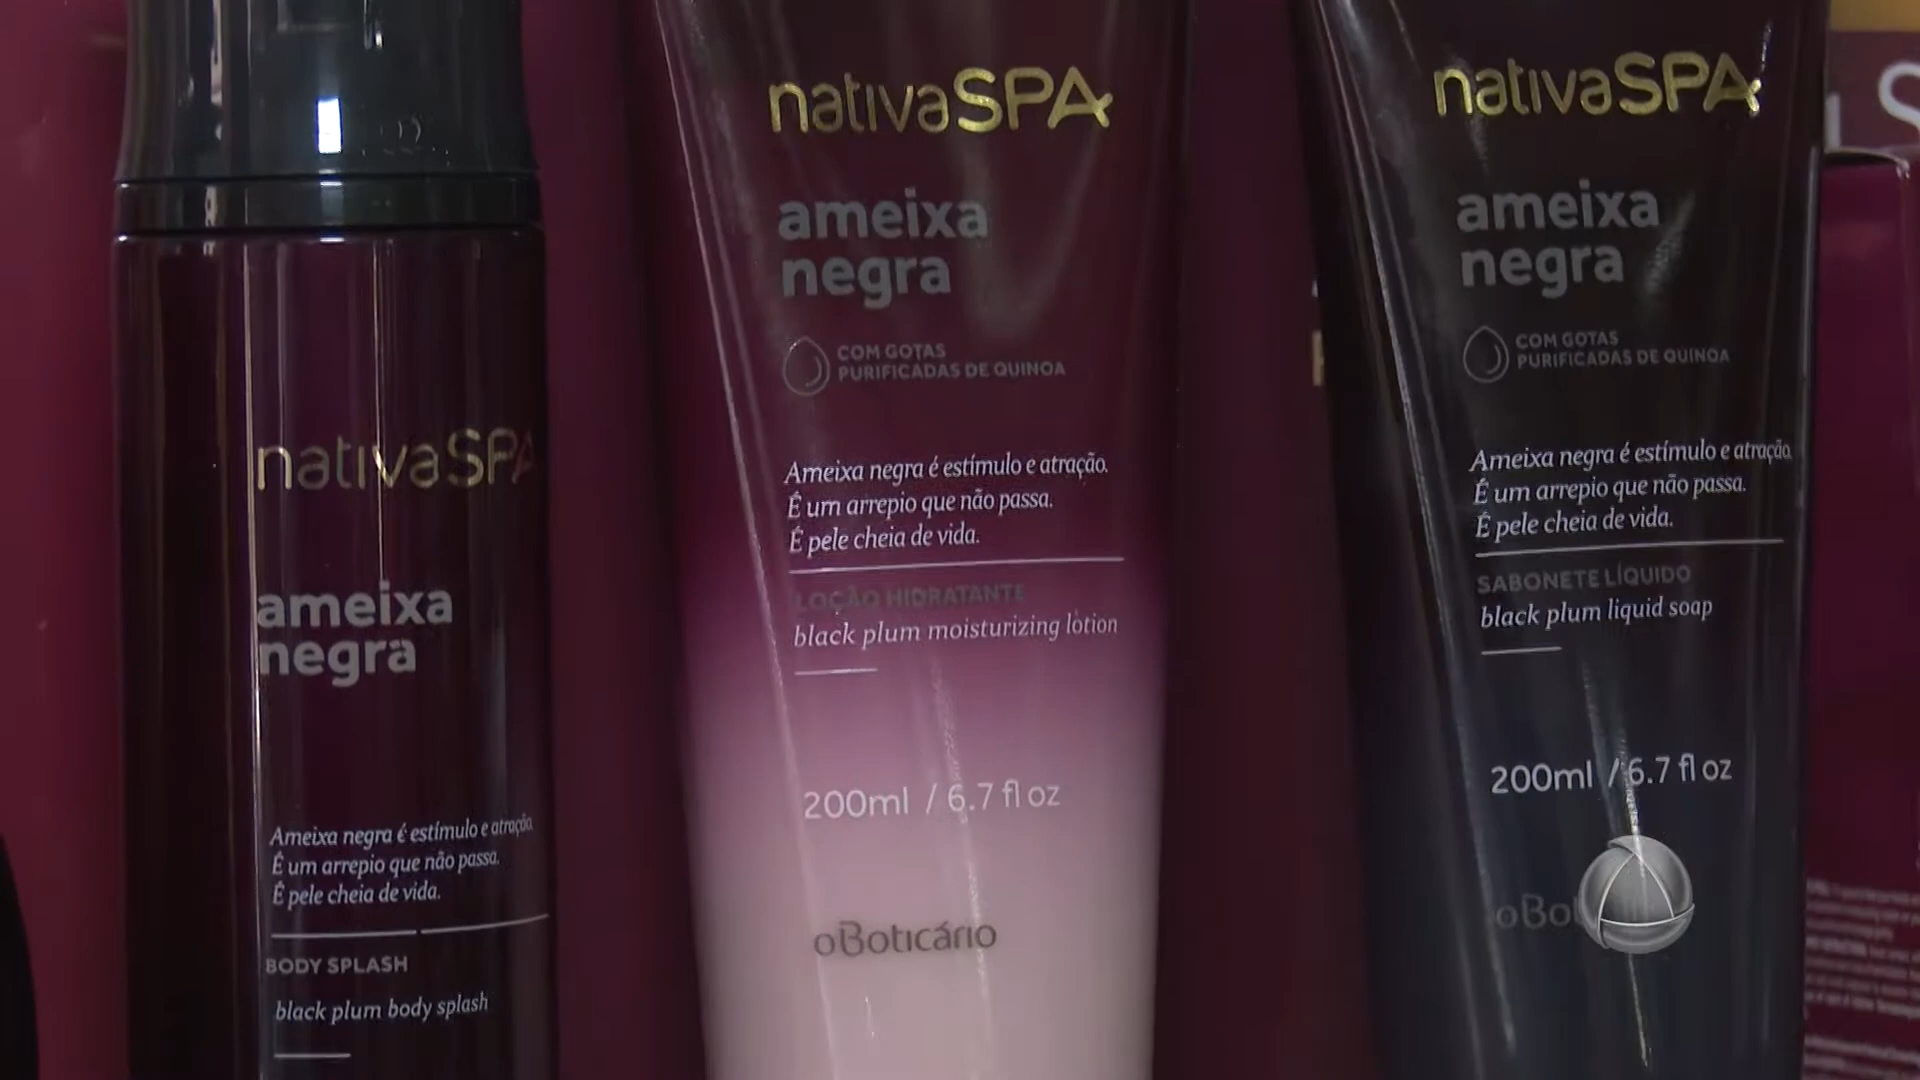 nativaSPA
ameixa
negra
Ameixa negra é estímulo e atração.
É um arrepio que não passa.
É pele cheia de vida.
BODY SPLASH
black plum body splash
nativaSPA
ameixa
negra
COM GOTAS
PURIFICADAS DE QUINOA
Ameixa negra é estímulo e atração.
É um arrepio que não passa.
É pele cheia de vida.
LOÇÃO HIDRATANTE
black plum moisturizing lotion
200ml / 6.7 fl oz
oBoticário
nativaSPA
ameixa
negra
COM GOTAS
PURIFICADAS DE QUINOA
Ameixa negra é estímulo e atração.
É um arrepio que não passa.
É pele cheia de vida.
SABONETE LÍQUIDO
black plum liquid soap
200ml / 6.7 fl oz